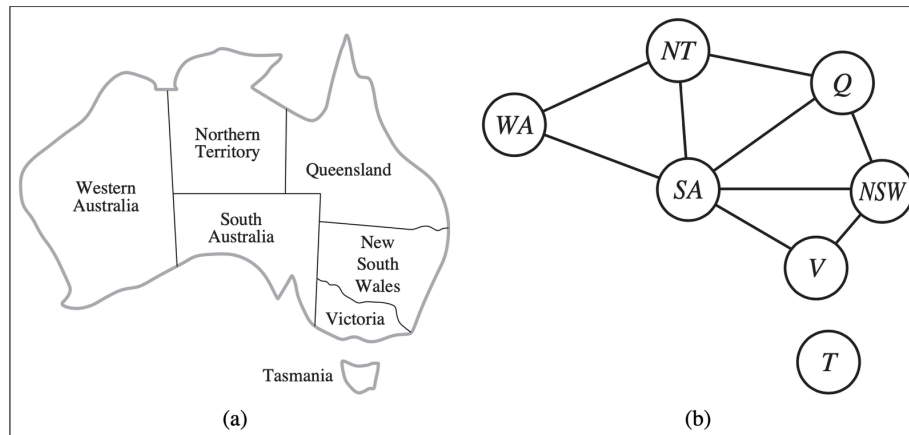 Northern
Territory
Western
Australia
Queensland
South
Australia
New
South
Wales
Victoria
Tasmania
(a)
NT
Q
WA
SA
NSW
V
T
(b)